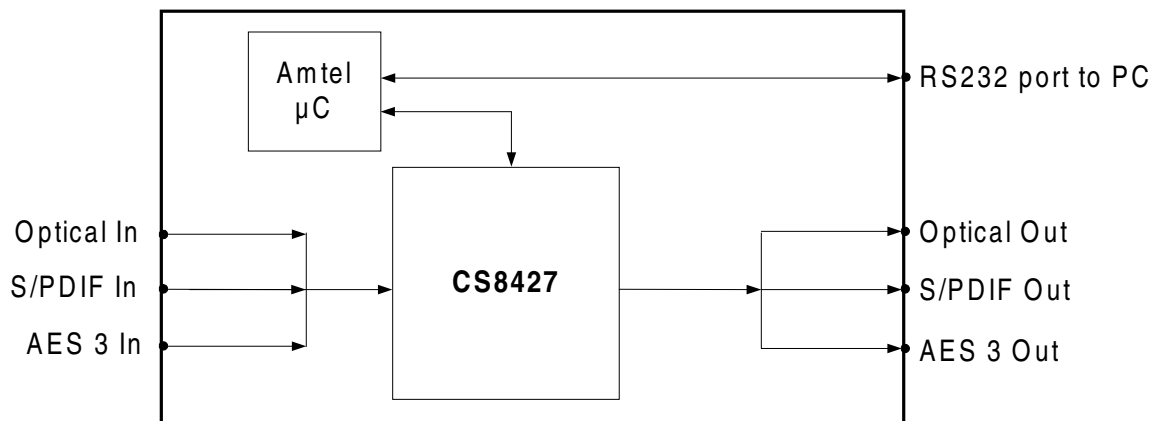 Amtel
µC
RS232 port to PC
Optical In
S/PDIF In
AES 3 In
CS8427
Optical Out
S/PDIF Out
AES 3 Out